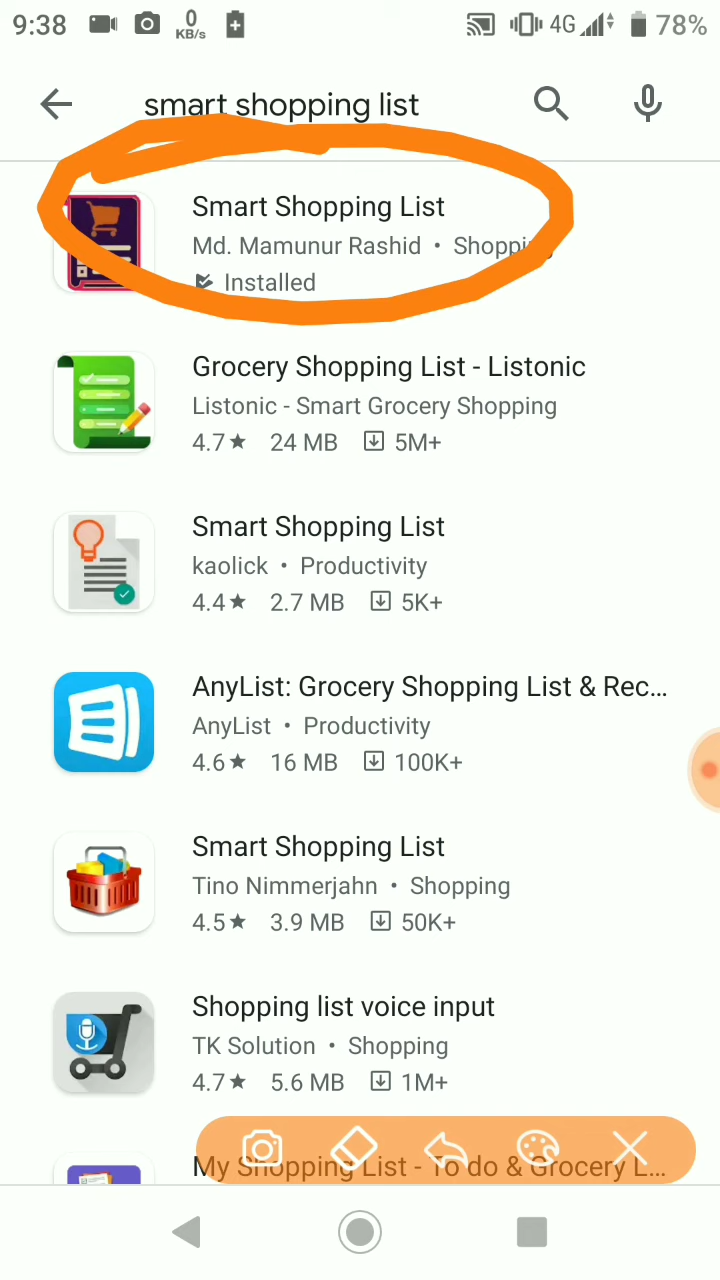 9:38 0 KB/s 4G 78%
smart shopping list
Smart Shopping List
Md. Mamunur Rashid •
Installed
Grocery Shopping List - Listonic
Listonic - Smart Grocery Shopping
4.7★ 24 MB 5M+
Smart Shopping List
kaolick • Productivity
4.4★ 2.7 MB 5K+
AnyList: Grocery Shopping List & Rec...
AnyList • Productivity
4.6★ 16 MB 100K+
Smart Shopping List
Tino Nimmerjahn • Shopping
4.5★ 3.9 MB 50K+
Shopping list voice input
TK Solution • Shopping
4.7★ 5.6 MB 1M+
My Shopping List - To do & Grocery L...